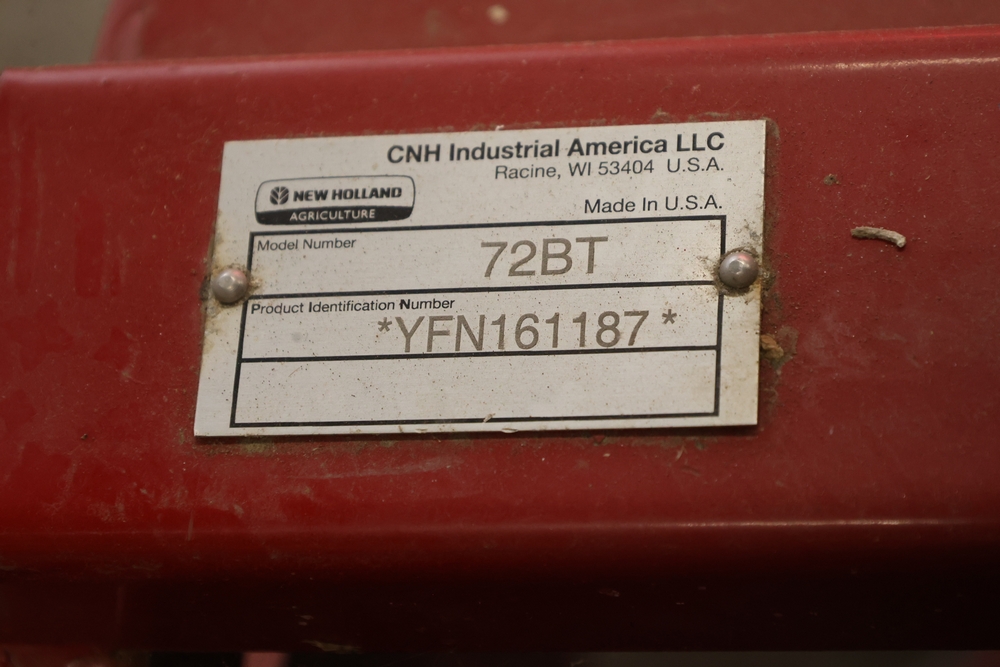 CNH Industrial America LLC
Racine, WI 53404 U.S.A.
NEW HOLLAND
AGRICULTURE
Made In U.S.A.
Model Number
72BT
Product Identification Number
*YFN161187*